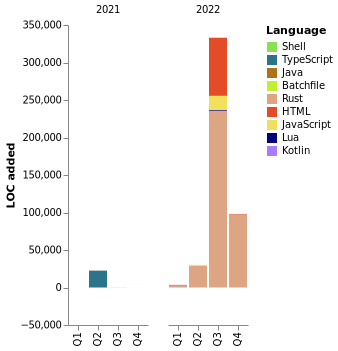 2021 2022
Language
Shell
TypeScript
Java
Batchfile
Rust
HTML
JavaScript
Lua
Kotlin
LOC added
350,000
300,000
250,000
200,000
150,000
100,000
50,000
0
−50,000
Q1 Q2 Q3 Q4 Q1 Q2 Q3 Q4